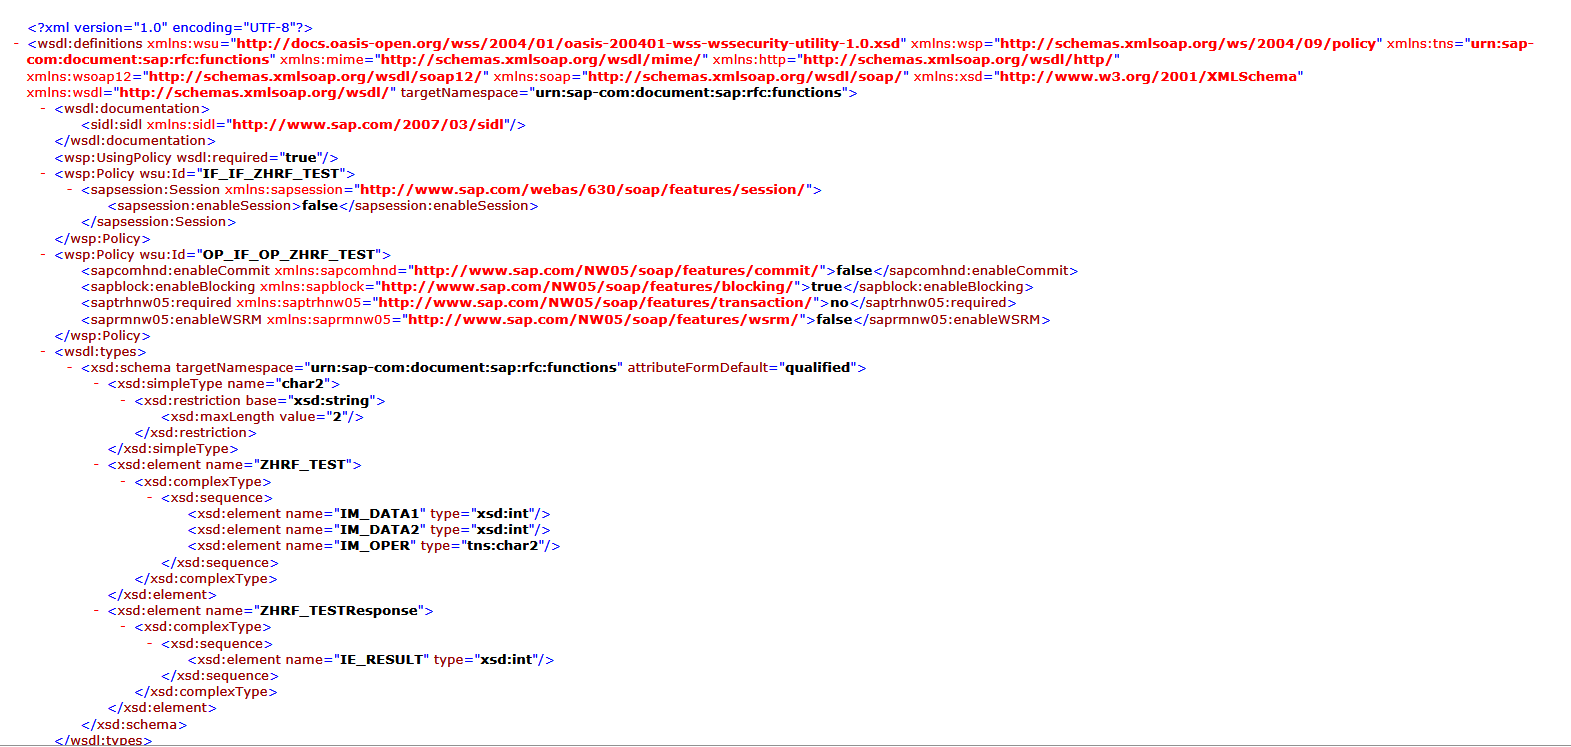 <?xml version="1.0" encoding="UTF-8"?>
- <wsdl:definitions xmlns:wsu="http://docs.oasis-open.org/wss/2004/01/oasis-200401-wss-wssecurity-utility-1.0.xsd" xmlns:wsp="http://schemas.xmlsoap.org/ws/2004/09/policy" xmlns:tns="urn:sap-
com:document:sap:rfc:functions" xmlns:mime="http://schemas.xmlsoap.org/wsdl/mime/" xmlns:http="http://schemas.xmlsoap.org/wsdl/http/"
xmlns:wsoap12="http://schemas.xmlsoap.org/wsdl/soap12/" xmlns:soap="http://schemas.xmlsoap.org/wsdl/soap/" xmlns:xsd="http://www.w3.org/2001/XMLSchema"
xmlns:wsdl="http://schemas.xmlsoap.org/wsdl/" targetNamespace="urn:sap-com:document:sap:rfc:functions">
- <wsdl:documentation>
<sidl:sidl xmlns:sidl="http://www.sap.com/2007/03/sidl"/>
</wsdl:documentation>
<wsp:UsingPolicy wsdl:required="true"/>
- <wsp:Policy wsu:Id="IF_IF_ZHRF_TEST">
- <sapsession:Session xmlns:sapsession="http://www.sap.com/webas/630/soap/features/session/">
<sapsession:enableSession>false</sapsession:enableSession>
</sapsession:Session>
</wsp:Policy>
- <wsp:Policy wsu:Id="OP_IF_OP_ZHRF_TEST">
<sapcomhnd:enableCommit xmlns:sapcomhnd="http://www.sap.com/NW05/soap/features/commit/">false</sapcomhnd:enableCommit>
<sapblock:enableBlocking xmlns:sapblock="http://www.sap.com/NW05/soap/features/blocking/">true</sapblock:enableBlocking>
<saptrhnw05:required xmlns:saptrhnw05="http://www.sap.com/NW05/soap/features/transaction/">no</saptrhnw05:required>
<saprmnw05:enableWSRM xmlns:saprmnw05="http://www.sap.com/NW05/soap/features/wsrm/">false</saprmnw05:enableWSRM>
</wsp:Policy>
- <wsdl:types>
- <xsd:schema targetNamespace="urn:sap-com:document:sap:rfc:functions" attributeFormDefault="qualified">
- <xsd:simpleType name="char2">
- <xsd:restriction base="xsd:string">
<xsd:maxLength value="2"/>
</xsd:restriction>
</xsd:simpleType>
- <xsd:element name="ZHRF_TEST">
- <xsd:complexType>
- <xsd:sequence>
<xsd:element name="IM_DATA1" type="xsd:int"/>
<xsd:element name="IM_DATA2" type="xsd:int"/>
<xsd:element name="IM_OPER" type="tns:char2"/>
</xsd:sequence>
</xsd:complexType>
</xsd:element>
- <xsd:element name="ZHRF_TESTResponse">
- <xsd:complexType>
- <xsd:sequence>
<xsd:element name="IE_RESULT" type="xsd:int"/>
</xsd:sequence>
</xsd:complexType>
</xsd:element>
</xsd:schema>
</wsdl:types>